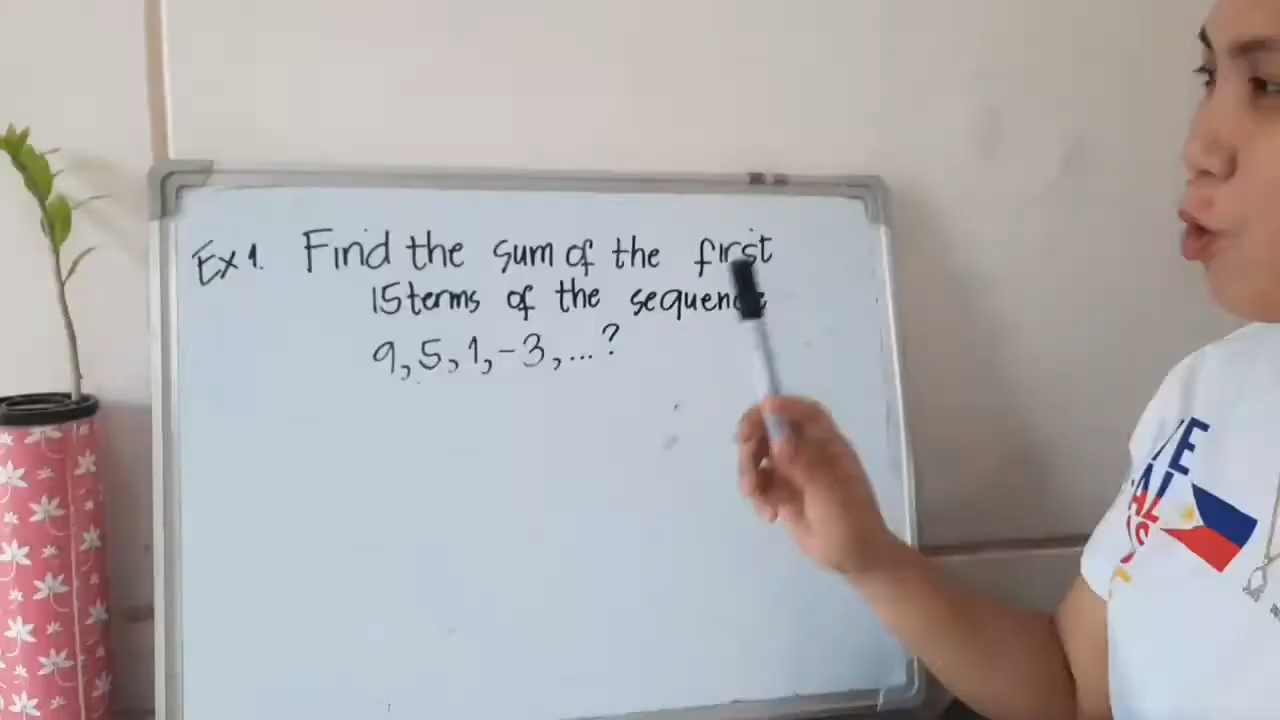 Ex 1. Find the sum of the first
15 terms of the sequence
9, 5, 1, -3, ... ?